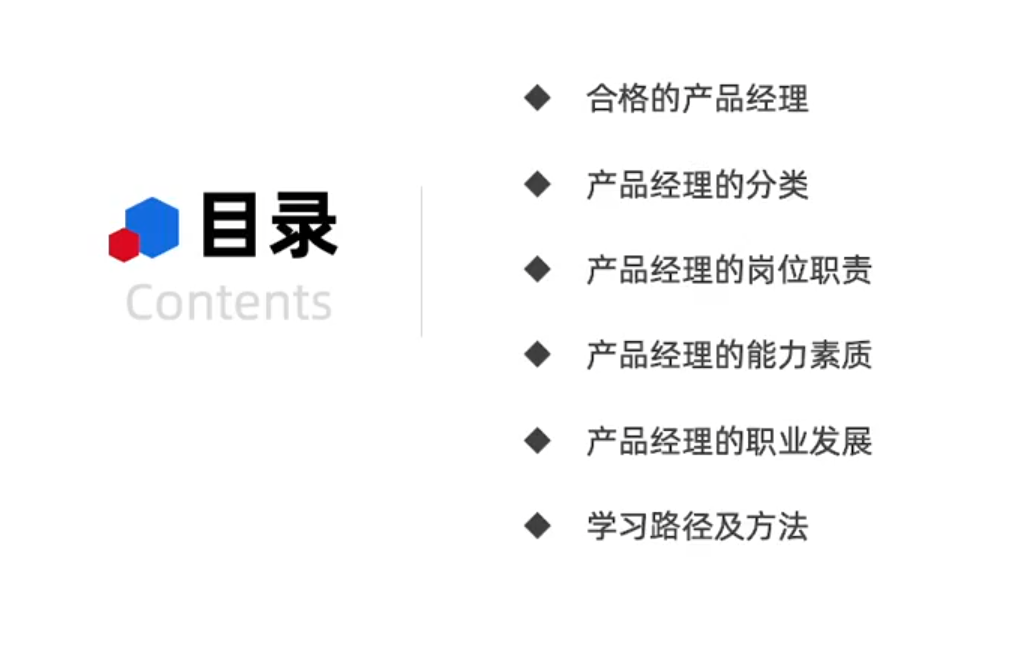 目录
Contents
合格的产品经理
产品经理的分类
产品经理的岗位职责
产品经理的能力素质
产品经理的职业发展
学习路径及方法